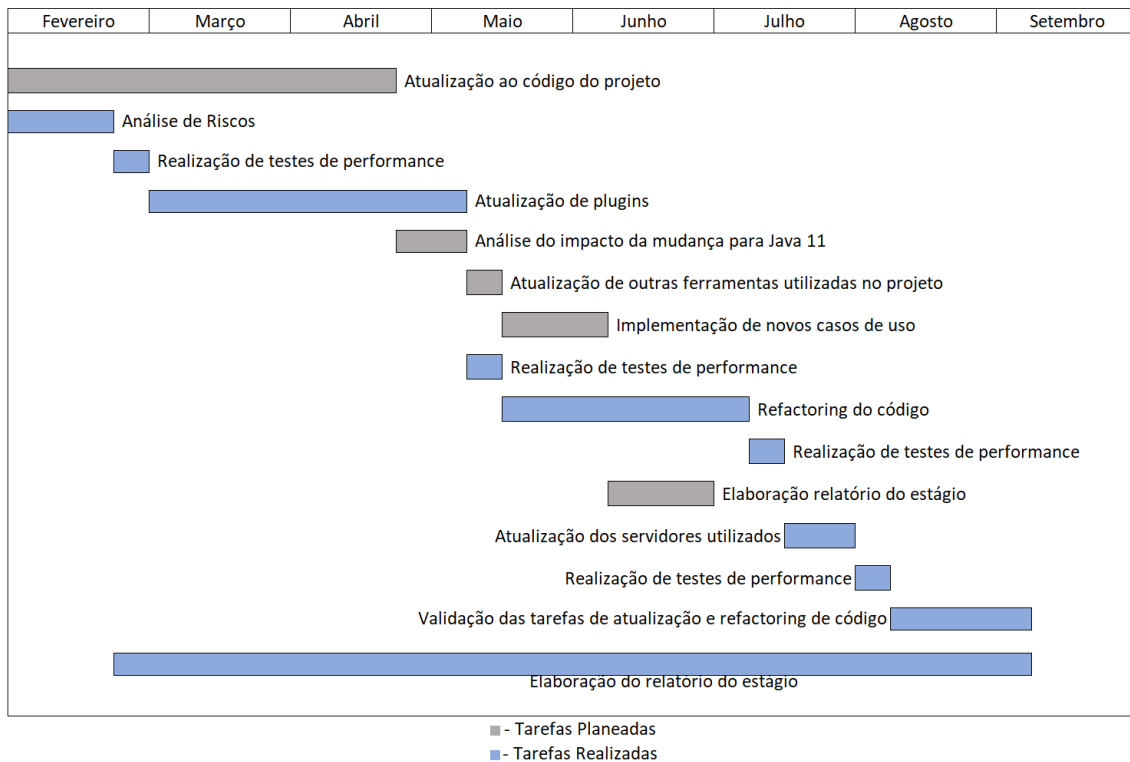 Fevereiro Março Abril Maio Junho Julho Agosto Setembro
Atualização ao código do projeto
Análise de Riscos
Realização de testes de performance
Atualização de plugins
Análise do impacto da mudança para Java 11
Atualização de outras ferramentas utilizadas no projeto
Implementação de novos casos de uso
Realização de testes de performance
Refactoring do código
Realização de testes de performance
Elaboração relatório do estágio
Atualização dos servidores utilizados
Realização de testes de performance
Validação das tarefas de atualização e refactoring de código
Elaboração do relatório do estágio
- Tarefas Planeadas
- Tarefas Realizadas